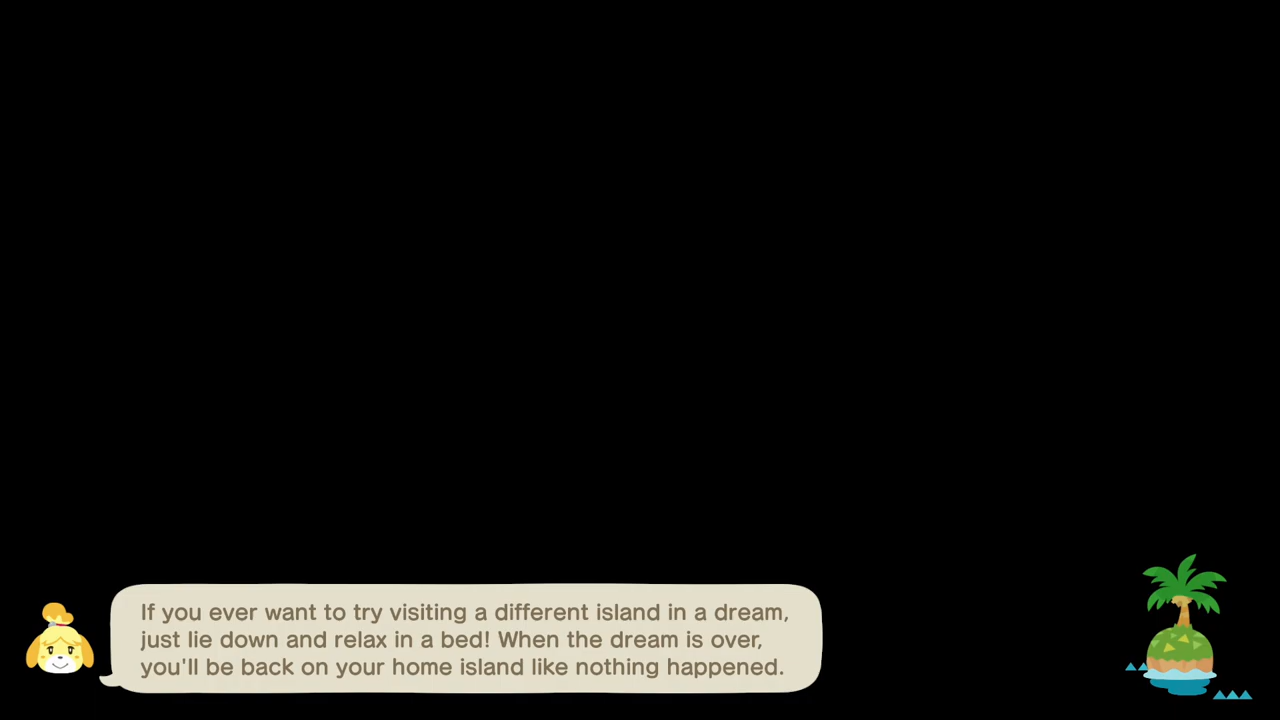 If you ever want to try visiting a different island in a dream,
just lie down and relax in a bed! When the dream is over,
you'll be back on your home island like nothing happened.